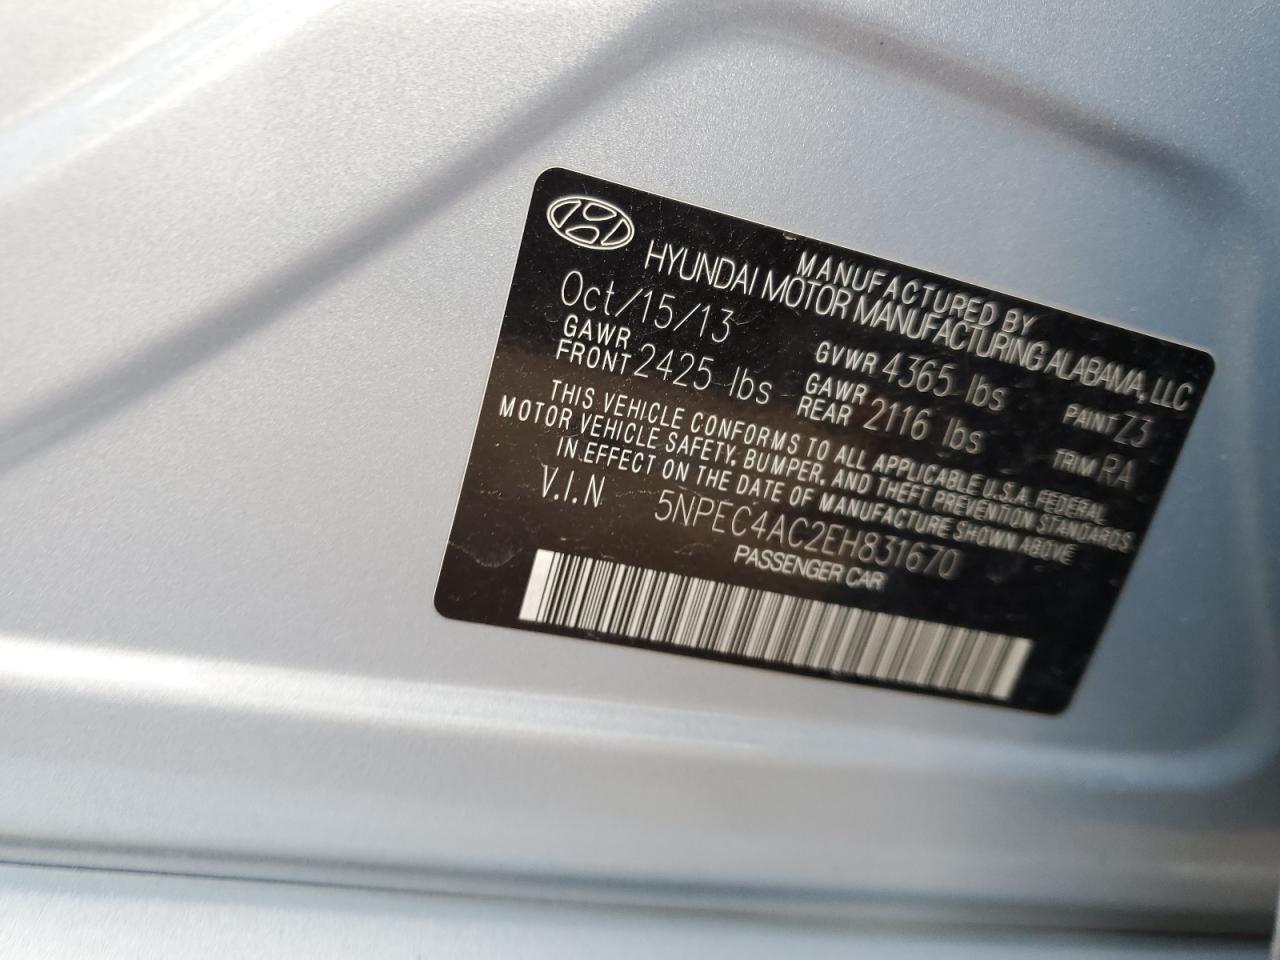 MANUFACTURED BY
HYUNDAI MOTOR MANUFACTURING ALABAMA, LLC
Oct/15/13
GVWR 4365 lbs
PAINT Z3
GAWR FRONT 2425 lbs
GAWR REAR 2116 lbs
TRIM RA
THIS VEHICLE CONFORMS TO ALL APPLICABLE U.S.A. FEDERAL
MOTOR VEHICLE SAFETY, BUMPER, AND THEFT PREVENTION STANDARDS
IN EFFECT ON THE DATE OF MANUFACTURE SHOWN ABOVE
V.I.N 5NPEC4AC2EH831670
PASSENGER CAR